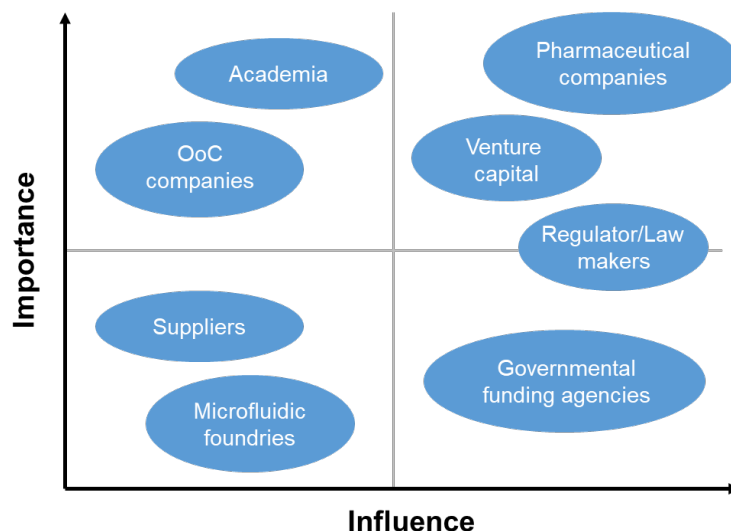 Pharmaceutical
companies
Academia
OoC
companies
Venture
capital
Regulator/Law
makers
Importance
Suppliers
Governmental
funding agencies
Microfluidic
foundries
Influence